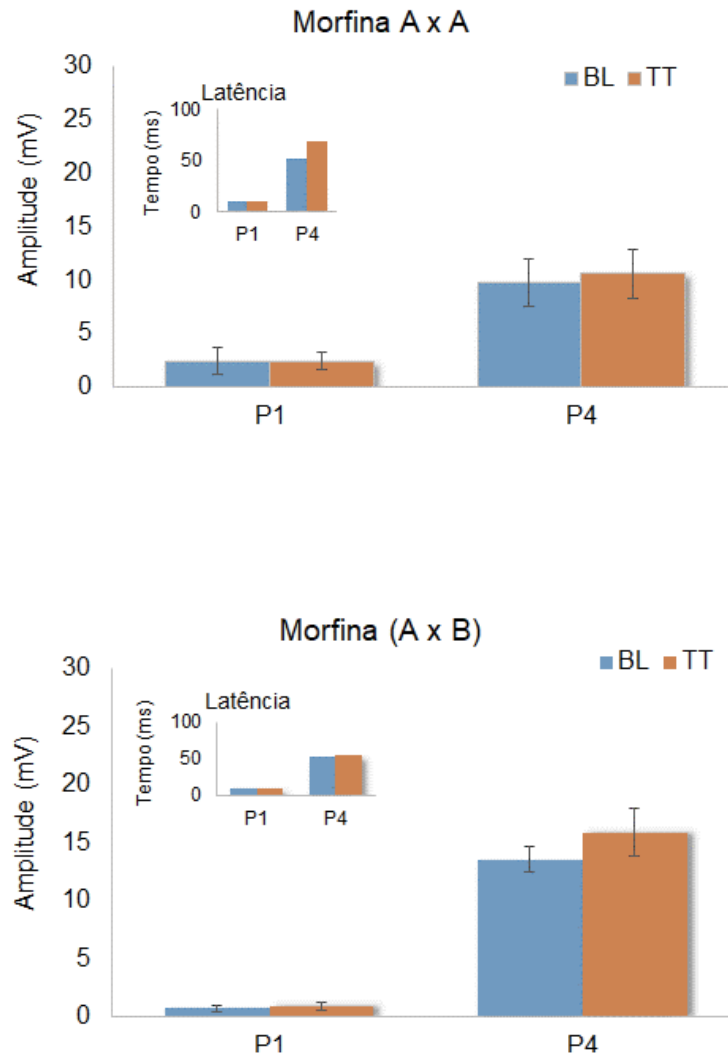 Morfina A x A
30
25
20
15
10
5
0
Amplitude (mV)
BL TT
Latência
100
50
0
Tempo (ms)
P1 P4
P1 P4
Morfina (A x B)
30
25
20
15
10
5
0
Amplitude (mV)
BL TT
Latência
100
50
0
Tempo (ms)
P1 P4
P1 P4